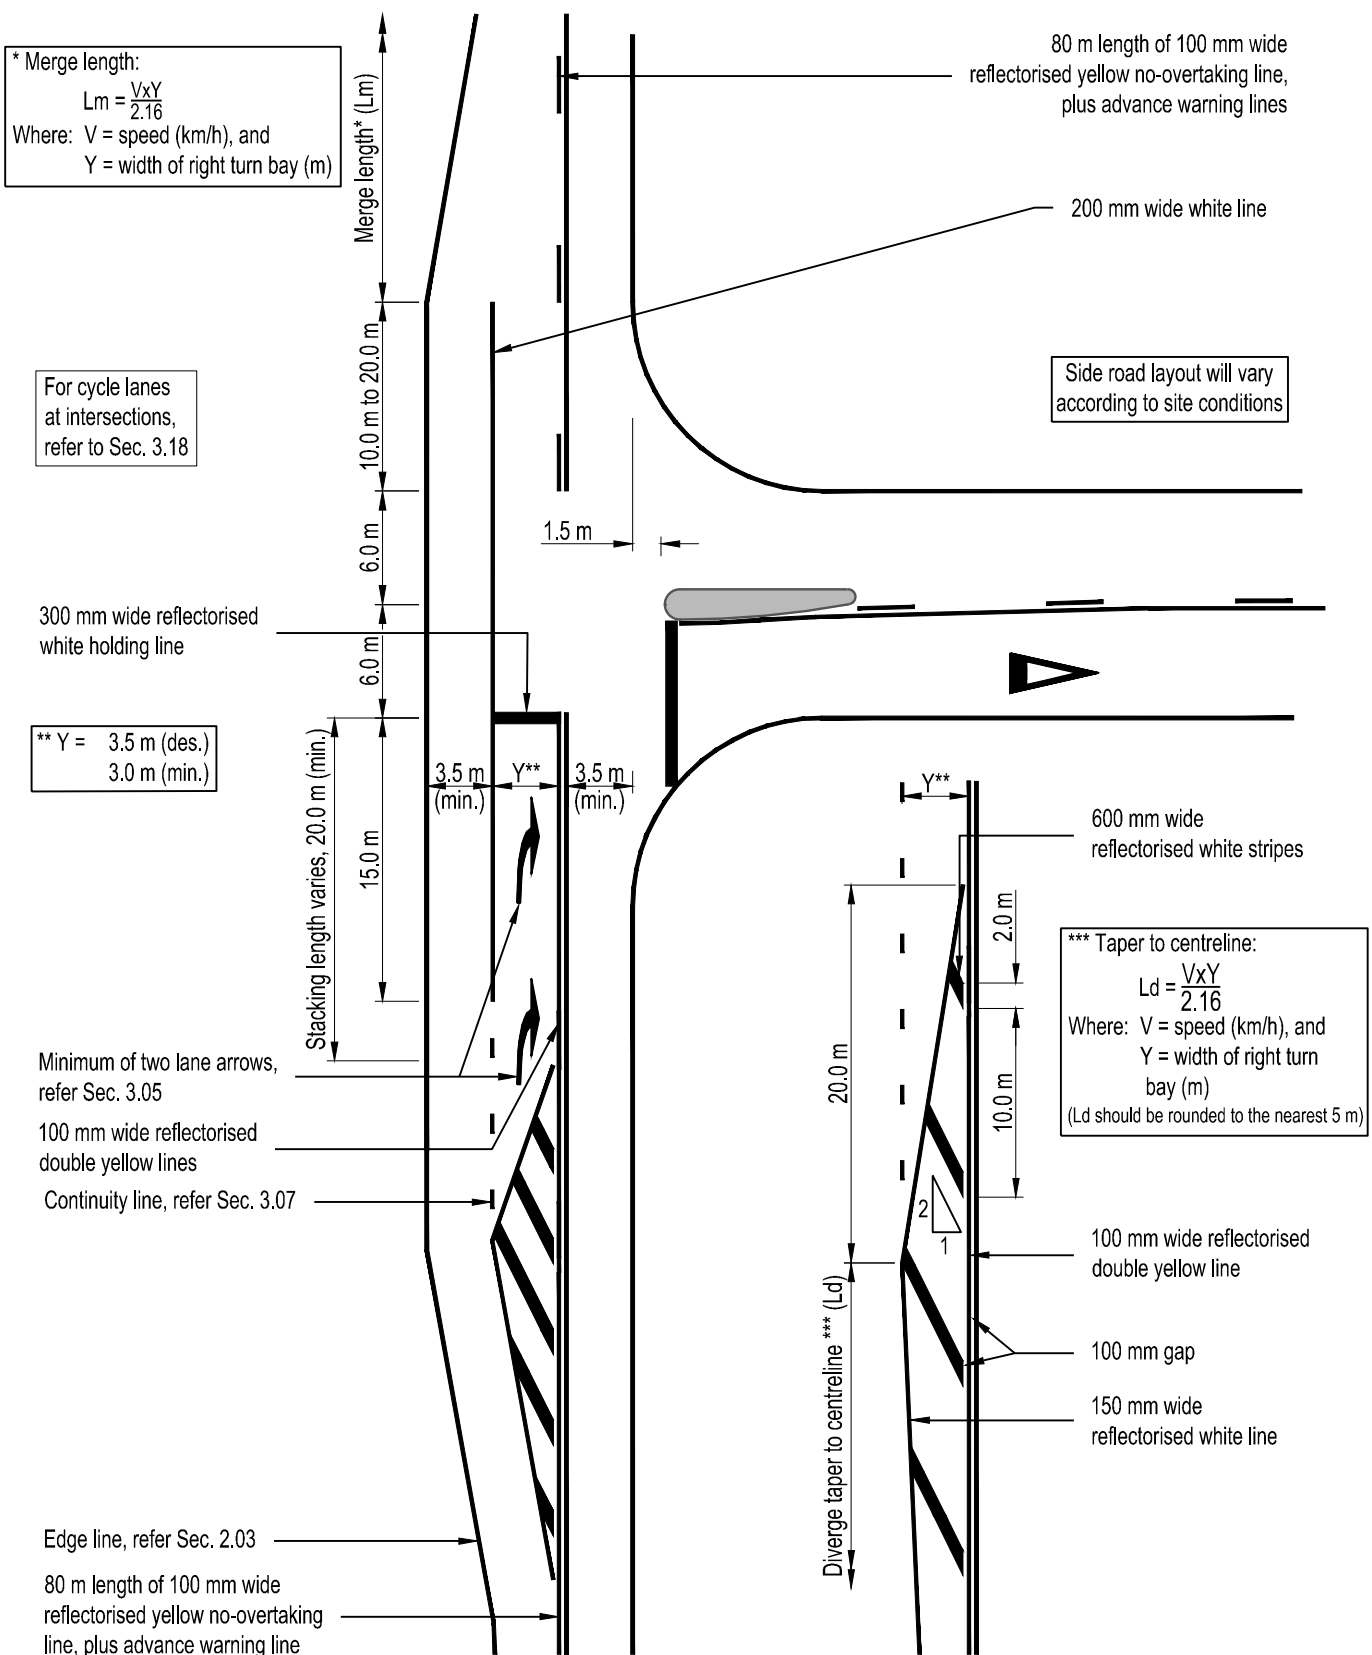 * Merge length:
Lm = VxY
2.16
Where: V = speed (km/h), and
Y = width of right turn bay (m)
Merge length* (Lm)
80 m length of 100 mm wide
reflectorised yellow no-overtaking line,
plus advance warning lines
200 mm wide white line
10.0 m to 20.0 m
For cycle lanes
at intersections,
refer to Sec. 3.18
Side road layout will vary
according to site conditions
6.0 m
1.5 m
300 mm wide reflectorised
white holding line
6.0 m
** Y = 3.5 m (des.)
3.0 m (min.)
Stacking length varies, 20.0 m (min.)
15.0 m
3.5 m
(min.)
Y**
3.5 m
(min.)
Y**
600 mm wide
reflectorised white stripes
2.0 m
*** Taper to centreline:
Ld = VxY
2.16
Where: V = speed (km/h), and
Y = width of right turn
bay (m)
(Ld should be rounded to the nearest 5 m)
20.0 m
10.0 m
Minimum of two lane arrows,
refer Sec. 3.05
100 mm wide reflectorised
double yellow lines
Continuity line, refer Sec. 3.07
2
1
100 mm wide reflectorised
double yellow line
Diverge taper to centreline *** (Ld)
100 mm gap
150 mm wide
reflectorised white line
Edge line, refer Sec. 2.03
80 m length of 100 mm wide
reflectorised yellow no-overtaking
line, plus advance warning line